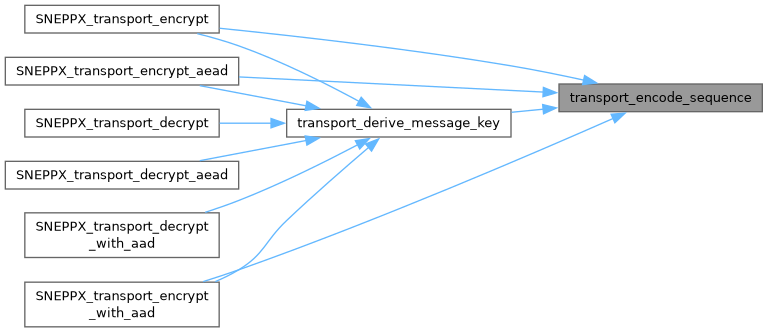 SNEPPX_transport_encrypt
SNEPPX_transport_encrypt_aead
transport_encode_sequence
SNEPPX_transport_decrypt
transport_derive_message_key
SNEPPX_transport_decrypt_aead
SNEPPX_transport_decrypt
_with_aad
SNEPPX_transport_encrypt
_with_aad